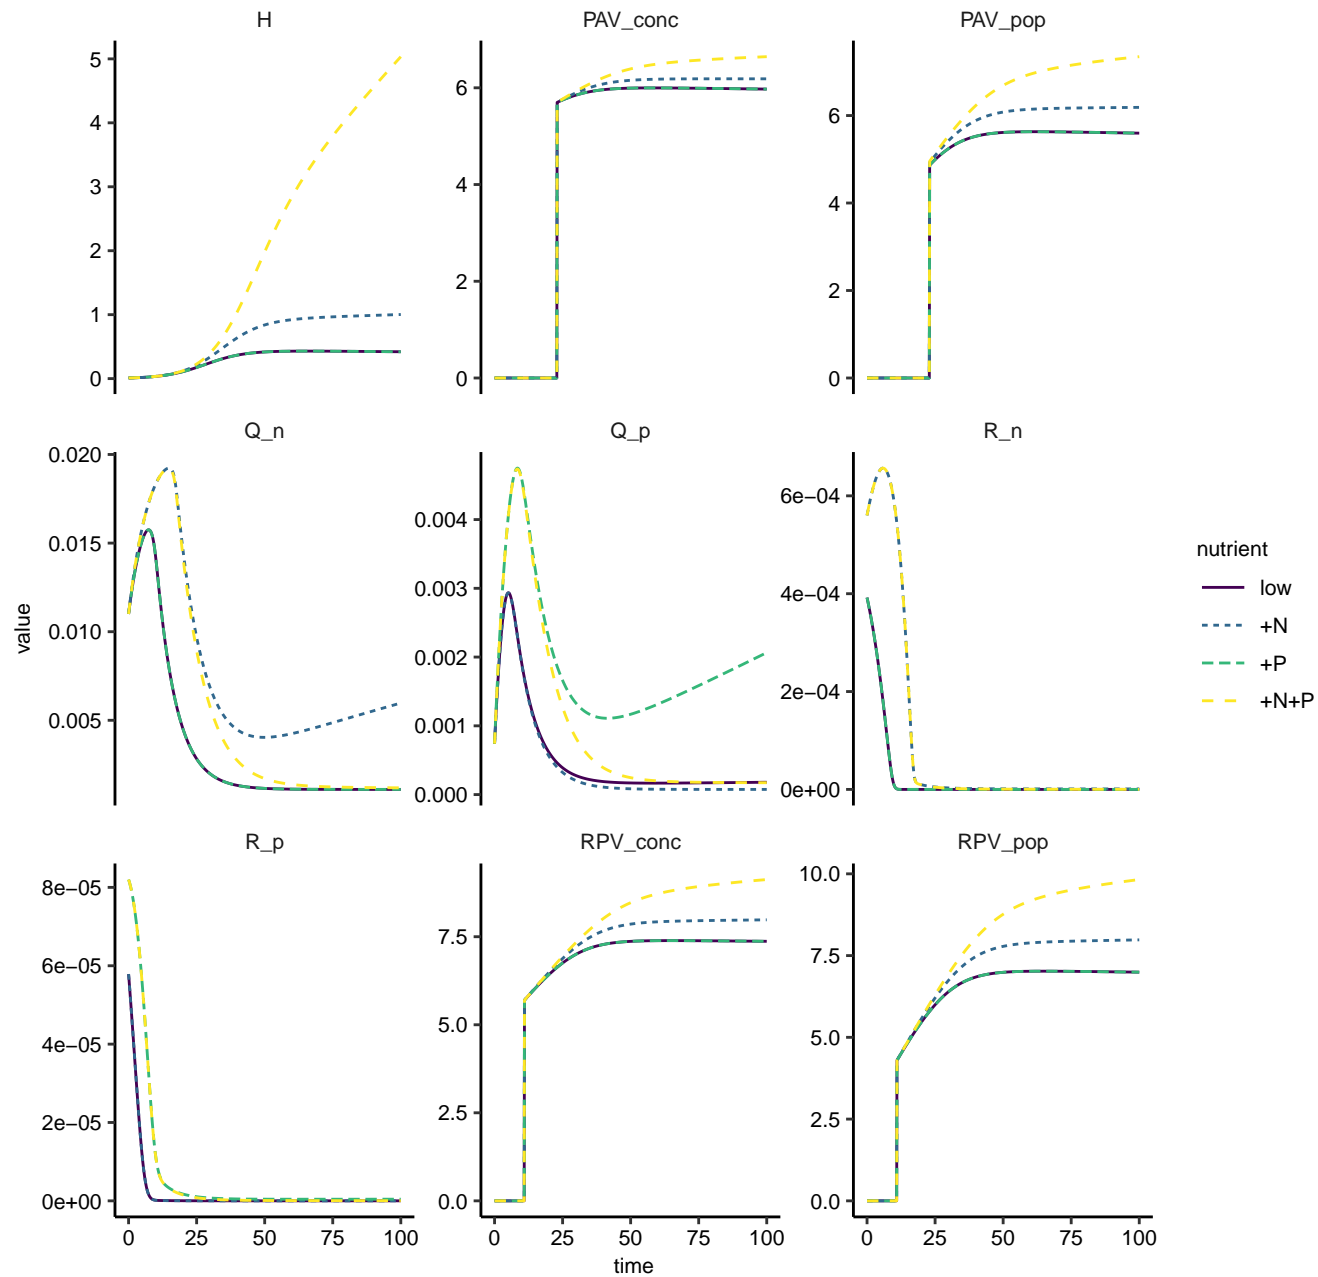 H
PAV_conc
PAV_pop
5
4
3
2
1
0
6
4
2
0
6
4
2
0
Q_n
Q_p
R_n
0.020
0.015
0.010
0.005
0.004
0.003
0.002
0.001
0.000
6e−04
4e−04
2e−04
0e+00
value
nutrient
low
+N
+P
+N+P
R_p
RPV_conc
RPV_pop
8e−05
6e−05
4e−05
2e−05
0e+00
7.5
5.0
2.5
0.0
10.0
7.5
5.0
2.5
0.0
0 25 50 75 100
0 25 50 75 100
0 25 50 75 100
time